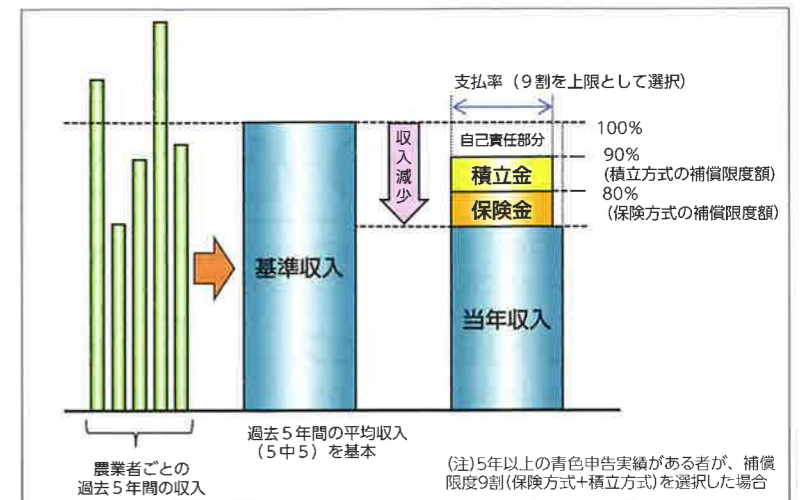 支払率（９割を上限として選択）
100%
自己責任部分
収入減少
90%
(積立方式の補償限度額)
積立金
80%
(保険方式の補償限度額)
保険金
基準収入
当年収入
過去５年間の平均収入
（５中５）を基本
農業者ごとの
過去５年間の収入
(注)5年以上の青色申告実績がある者が、補償
限度9割(保険方式+積立方式)を選択した場合